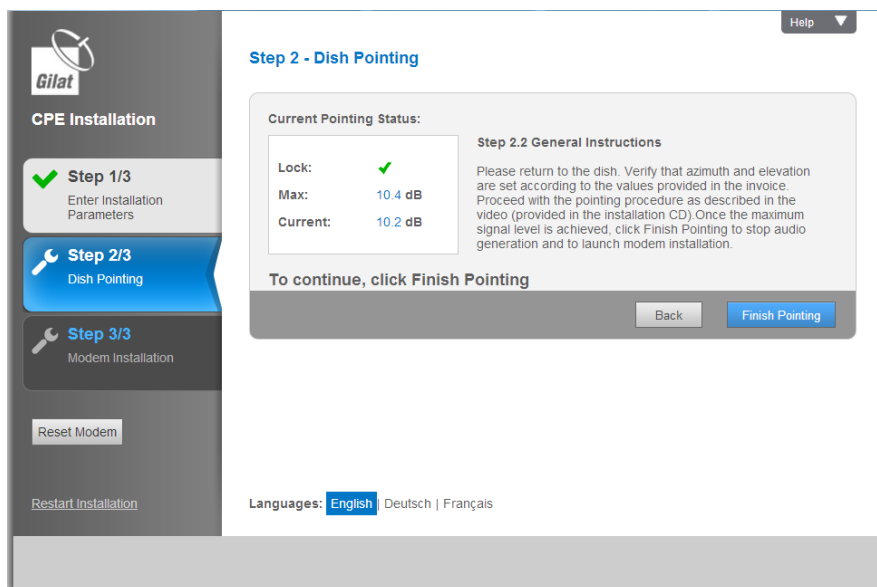 Help
Gilat
CPE Installation
Step 1/3
Enter Installation
Parameters
Step 2/3
Dish Pointing
Step 3/3
Modem Installation
Reset Modem
Restart Installation
Step 2 - Dish Pointing
Current Pointing Status:
Lock:
Max: 10.4 dB
Current: 10.2 dB
Step 2.2 General Instructions
Please return to the dish. Verify that azimuth and elevation
are set according to the values provided in the invoice.
Proceed with the pointing procedure as described in the
video (provided in the installation CD).Once the maximum
signal level is achieved, click Finish Pointing to stop audio
generation and to launch modem installation.
To continue, click Finish Pointing
Back
Finish Pointing
Languages: English | Deutsch | Français